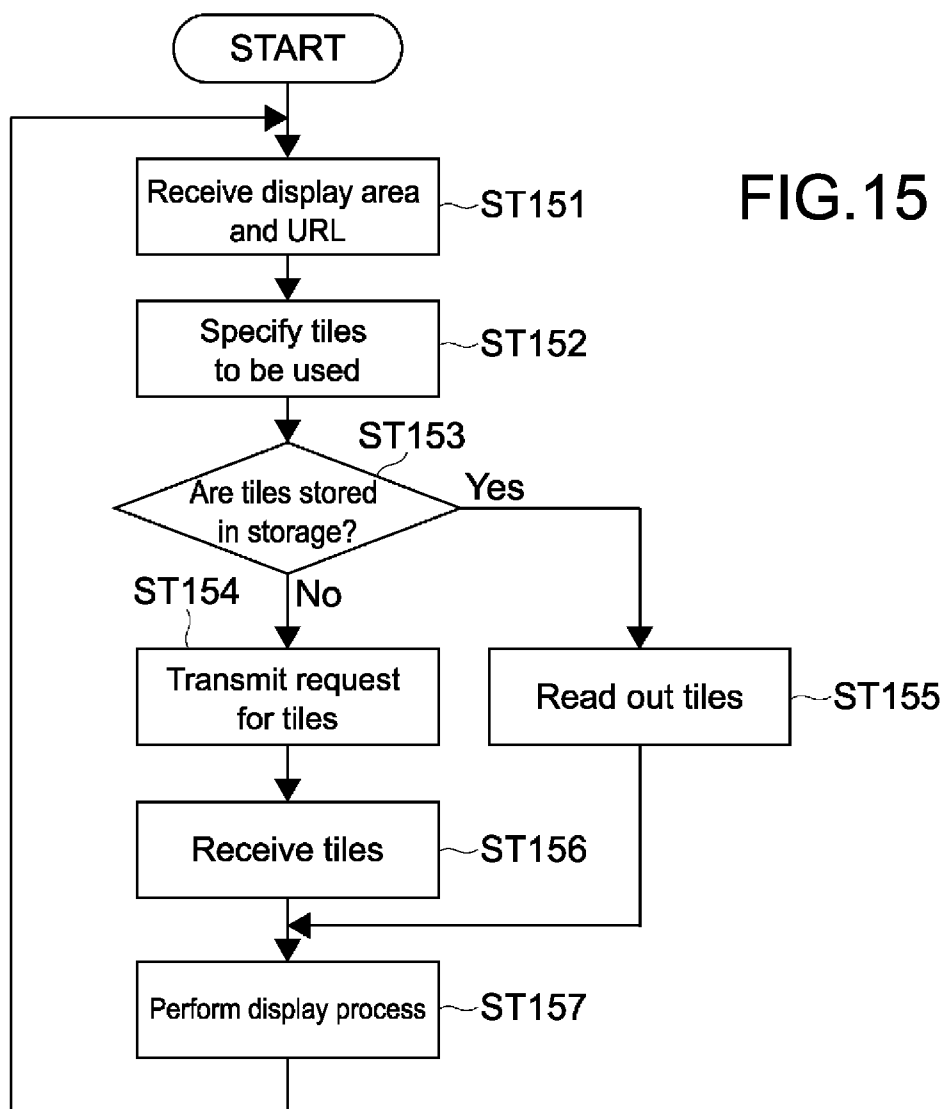 START
FIG.15
Receive display area
and URL
ST151
Specify tiles
to be used
ST152
ST153
Are tiles stored
in storage?
Yes
No
ST154
Transmit request
for tiles
Read out tiles
ST155
Receive tiles
ST156
Perform display process
ST157